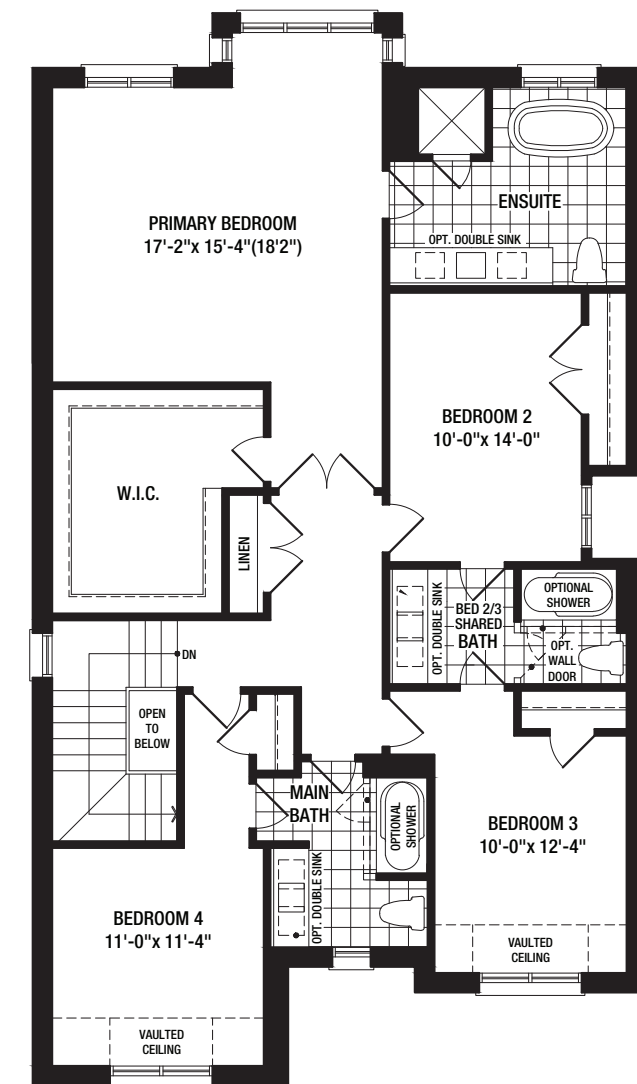 PRIMARY BEDROOM
17'-2"x 15'-4"(18'2")
ENSUITE
OPT. DOUBLE SINK
BEDROOM 2
10'-0"x 14'-0"
W.I.C.
LINEN
OPT. DOUBLE SINK
BED 2/3
SHARED
BATH
OPTIONAL
SHOWER
OPT.
WALL
DOOR
DN
OPEN
TO
BELOW
MAIN
BATH
OPTIONAL
SHOWER
OPT. DOUBLE SINK
BEDROOM 3
10'-0"x 12'-4"
VAULTED
CEILING
BEDROOM 4
11'-0"x 11'-4"
VAULTED
CEILING